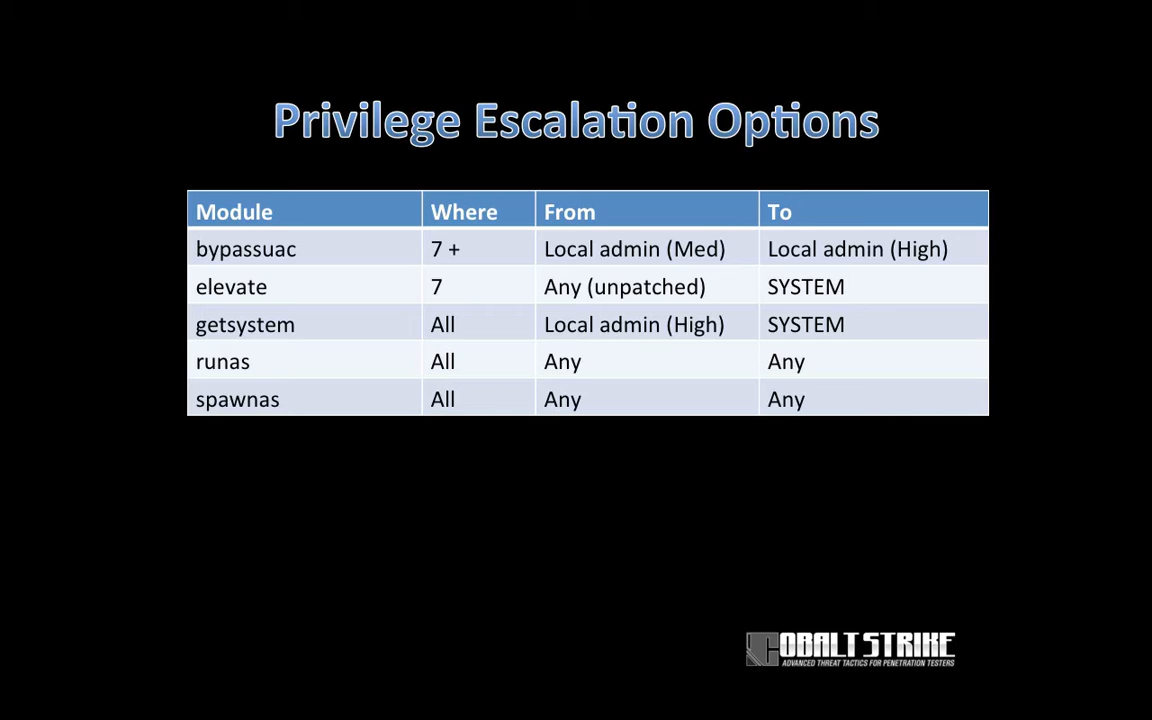 Privilege Escalation Options
Module Where From To
bypassuac 7 + Local admin (Med) Local admin (High)
elevate 7 Any (unpatched) SYSTEM
getsystem All Local admin (High) SYSTEM
runas All Any Any
spawnas All Any Any
COBALT STRIKE
ADVANCED THREAT TACTICS FOR PENETRATION TESTERS